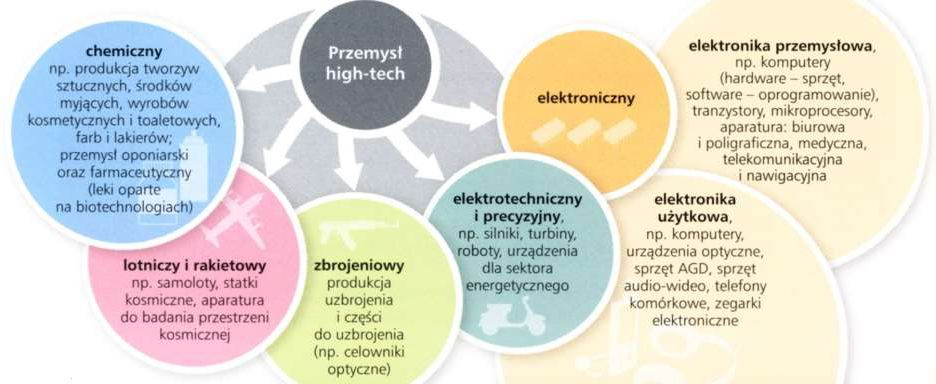 Przemysł
high-tech
chemiczny
np. produkcja tworzyw
sztucznych, środków
myjących, wyrobów
kosmetycznych i toaletowych,
farb i lakierów;
przemysł oponiarski
oraz farmaceutyczny
(leki oparte
na biotechnologiach)
lotniczy i rakietowy
np. samoloty, statki
kosmiczne, aparatura
do badania przestrzeni
kosmicznej
zbrojeniowy
produkcja
uzbrojenia
i części
do uzbrojenia
(np. celowniki
optyczne)
elektrotechniczny
i precyzyjny,
np. silniki, turbiny,
roboty, urządzenia
dla sektora
energetycznego
elektroniczny
elektronika przemysłowa,
np. komputery
(hardware – sprzęt,
software – oprogramowanie),
tranzystory, mikroprocesory,
aparatura: biurowa
i poligraficzna, medyczna,
telekomunikacyjna
i nawigacyjna
elektronika
użytkowa,
np. komputery,
urządzenia optyczne,
sprzęt AGD, sprzęt
audio-wideo, telefony
komórkowe, zegarki
elektroniczne